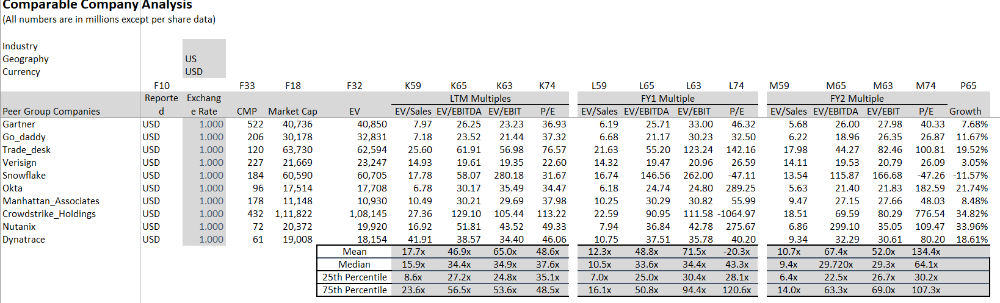 Comparable Company Analysis
(All numbers are in millions except per share data)
Industry
Geography US
Currency USD
F10 F33 F18 F32 K59 K65 K63 K74 L59 L65 L63 L74 M59 M65 M63 M74 P65
Reporte Exchang LTM Multiples FY1 Multiple FY2 Multiple
Peer Group Companies d e Rate CMP Market Cap EV EV/Sales EV/EBITDA EV/EBIT P/E EV/Sales EV/EBITDA EV/EBIT P/E EV/Sales EV/EBITDA EV/EBIT P/E Growth
Gartner USD 1.000 522 40,736 40,850 7.97 26.25 23.23 36.93 6.19 25.71 33.00 46.32 5.68 26.00 27.98 40.33 7.68%
Go_daddy USD 1.000 206 30,178 32,831 7.18 23.52 21.44 37.32 6.68 21.17 30.23 32.50 6.22 18.96 26.35 26.87 11.67%
Trade_desk USD 1.000 120 63,730 62,594 25.60 61.91 56.98 76.57 21.63 55.20 123.24 142.16 17.98 44.27 82.46 100.81 19.52%
Verisign USD 1.000 227 21,669 23,247 14.93 19.61 19.35 22.60 14.32 19.47 20.96 26.59 14.11 19.53 20.79 26.09 3.05%
Snowflake USD 1.000 184 60,590 60,705 17.78 58.07 280.18 31.67 16.74 146.56 262.00 -47.11 13.54 115.87 166.68 -47.26 -11.57%
Okta USD 1.000 96 17,514 17,708 6.78 30.17 35.49 34.47 6.18 24.74 24.80 289.25 5.63 21.40 21.83 182.59 21.74%
Manhattan_Associates USD 1.000 178 11,148 10,930 10.49 30.21 29.69 37.98 10.25 30.29 30.82 55.99 9.47 27.15 27.66 48.03 8.48%
Crowdstrike_Holdings USD 1.000 432 1,11,822 1,08,145 27.36 129.10 105.44 113.22 22.59 90.95 111.58 -1064.97 18.51 69.59 80.29 776.54 34.82%
Nutanix USD 1.000 72 20,372 19,920 16.92 51.81 43.52 49.33 7.94 36.84 42.78 275.67 6.86 299.10 35.05 109.47 33.96%
Dynatrace USD 1.000 61 19,008 18,154 41.91 38.57 34.40 46.06 10.75 37.51 35.78 40.20 9.34 32.29 30.61 80.20 18.61%
Mean 17.7x 46.9x 65.0x 48.6x 12.3x 48.8x 71.5x -20.3x 10.7x 67.4x 52.0x 134.4x
Median 15.9x 34.4x 34.9x 37.6x 10.5x 33.6x 34.4x 43.3x 9.4x 29.720x 29.3x 64.1x
25th Percentile 8.6x 27.2x 24.8x 35.1x 7.0x 25.0x 30.4x 28.1x 6.4x 22.5x 26.7x 30.2x
75th Percentile 23.6x 56.5x 53.6x 48.5x 16.1x 50.8x 94.4x 120.6x 14.0x 63.3x 69.0x 107.3x